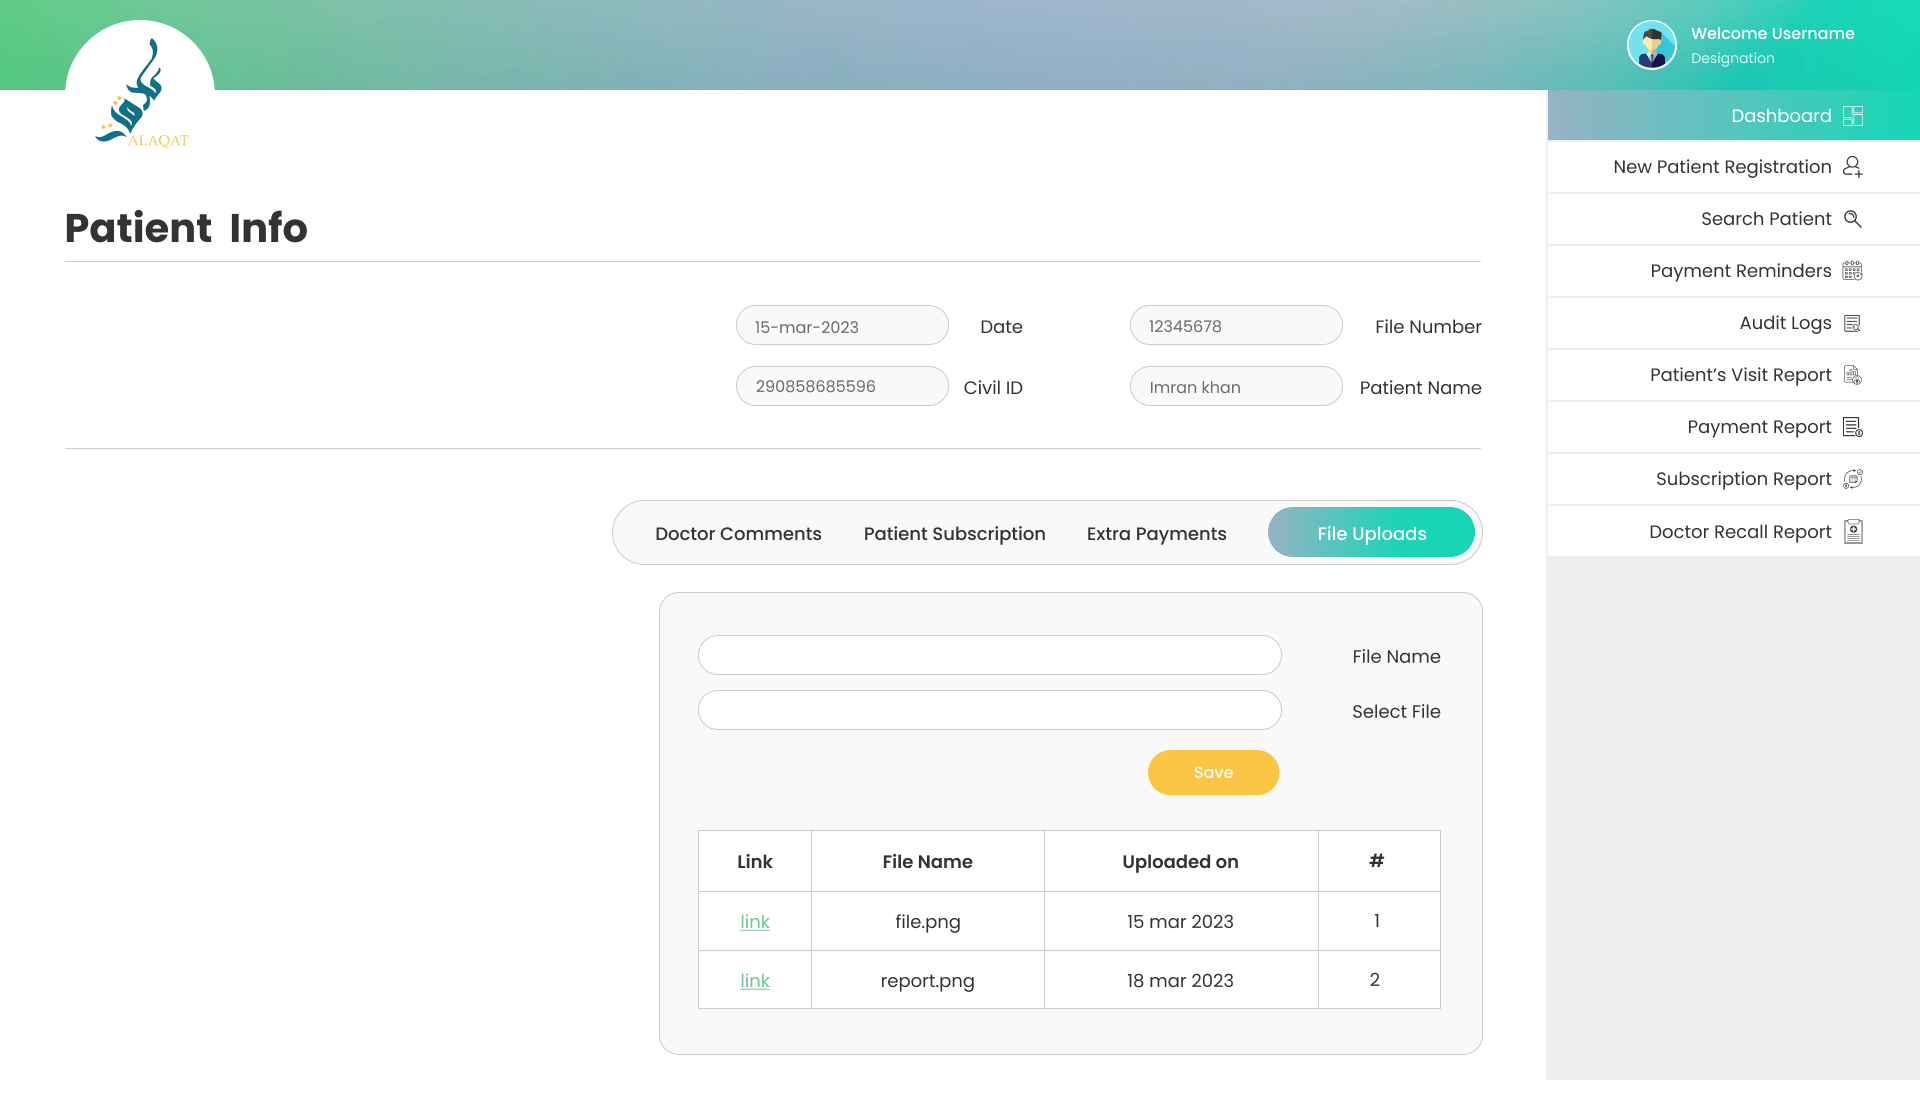 Welcome Username
Designation
ALAQAT
Dashboard
New Patient Registration
Search Patient
Payment Reminders
Audit Logs
Patient’s Visit Report
Payment Report
Subscription Report
Doctor Recall Report
Patient Info
15-mar-2023 Date 12345678 File Number
290858685596 Civil ID Imran khan Patient Name
Doctor Comments Patient Subscription Extra Payments File Uploads
File Name
Select File
Save
Link File Name Uploaded on #
link file.png 15 mar 2023 1
link report.png 18 mar 2023 2